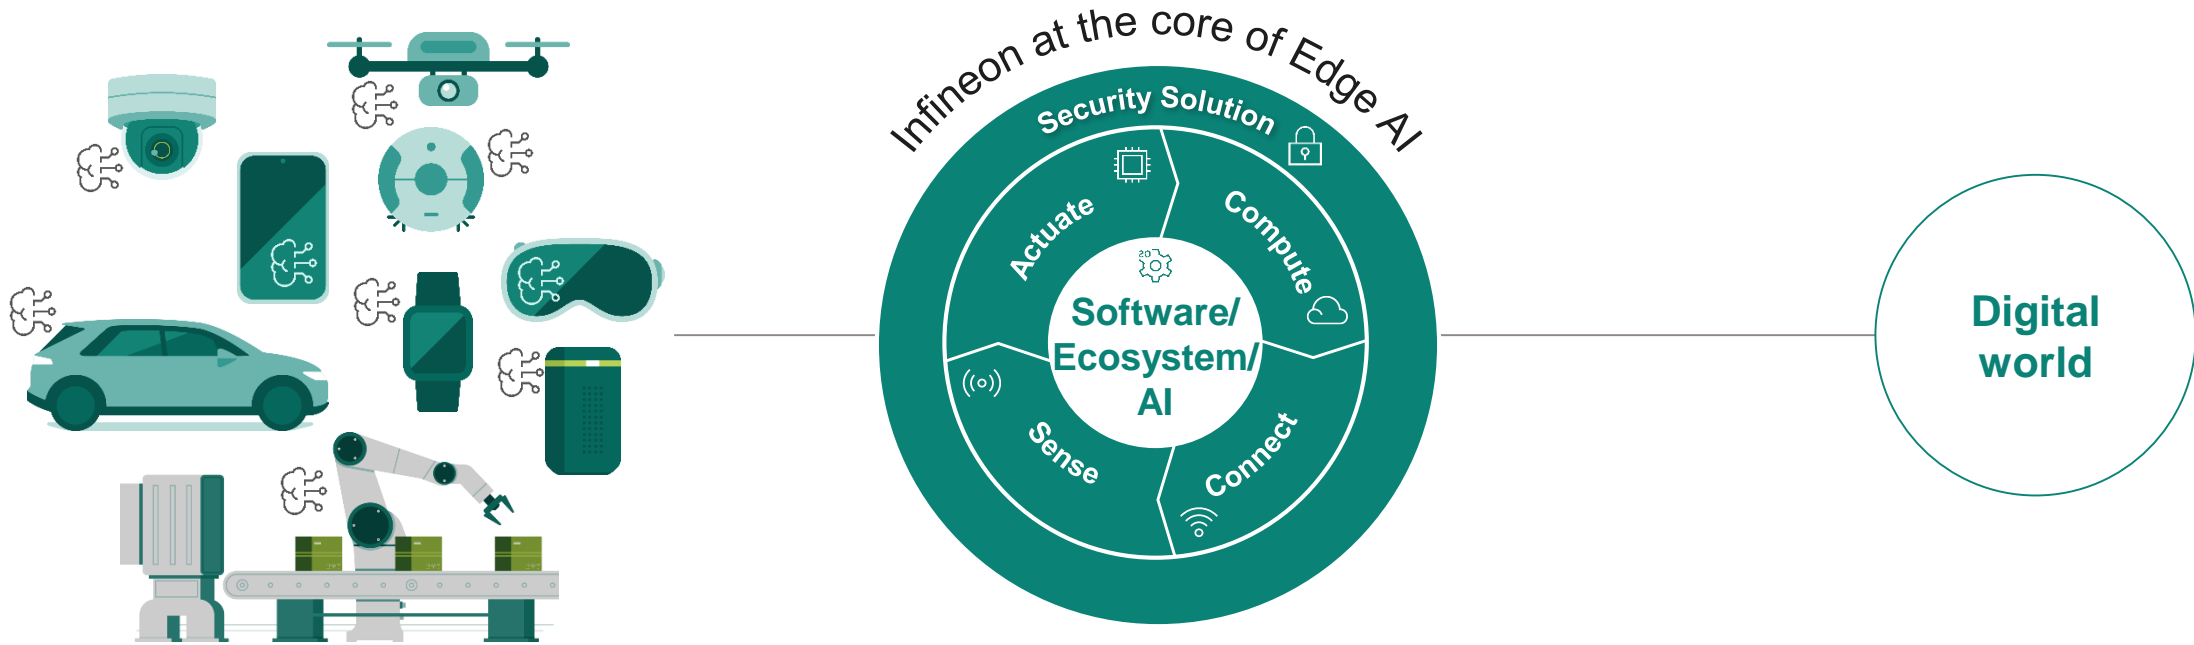 Infineon at the core of Edge AI
Security Solution
Actuate
Compute
Software/
Ecosystem/
AI
Sense
Connect
Digital
world